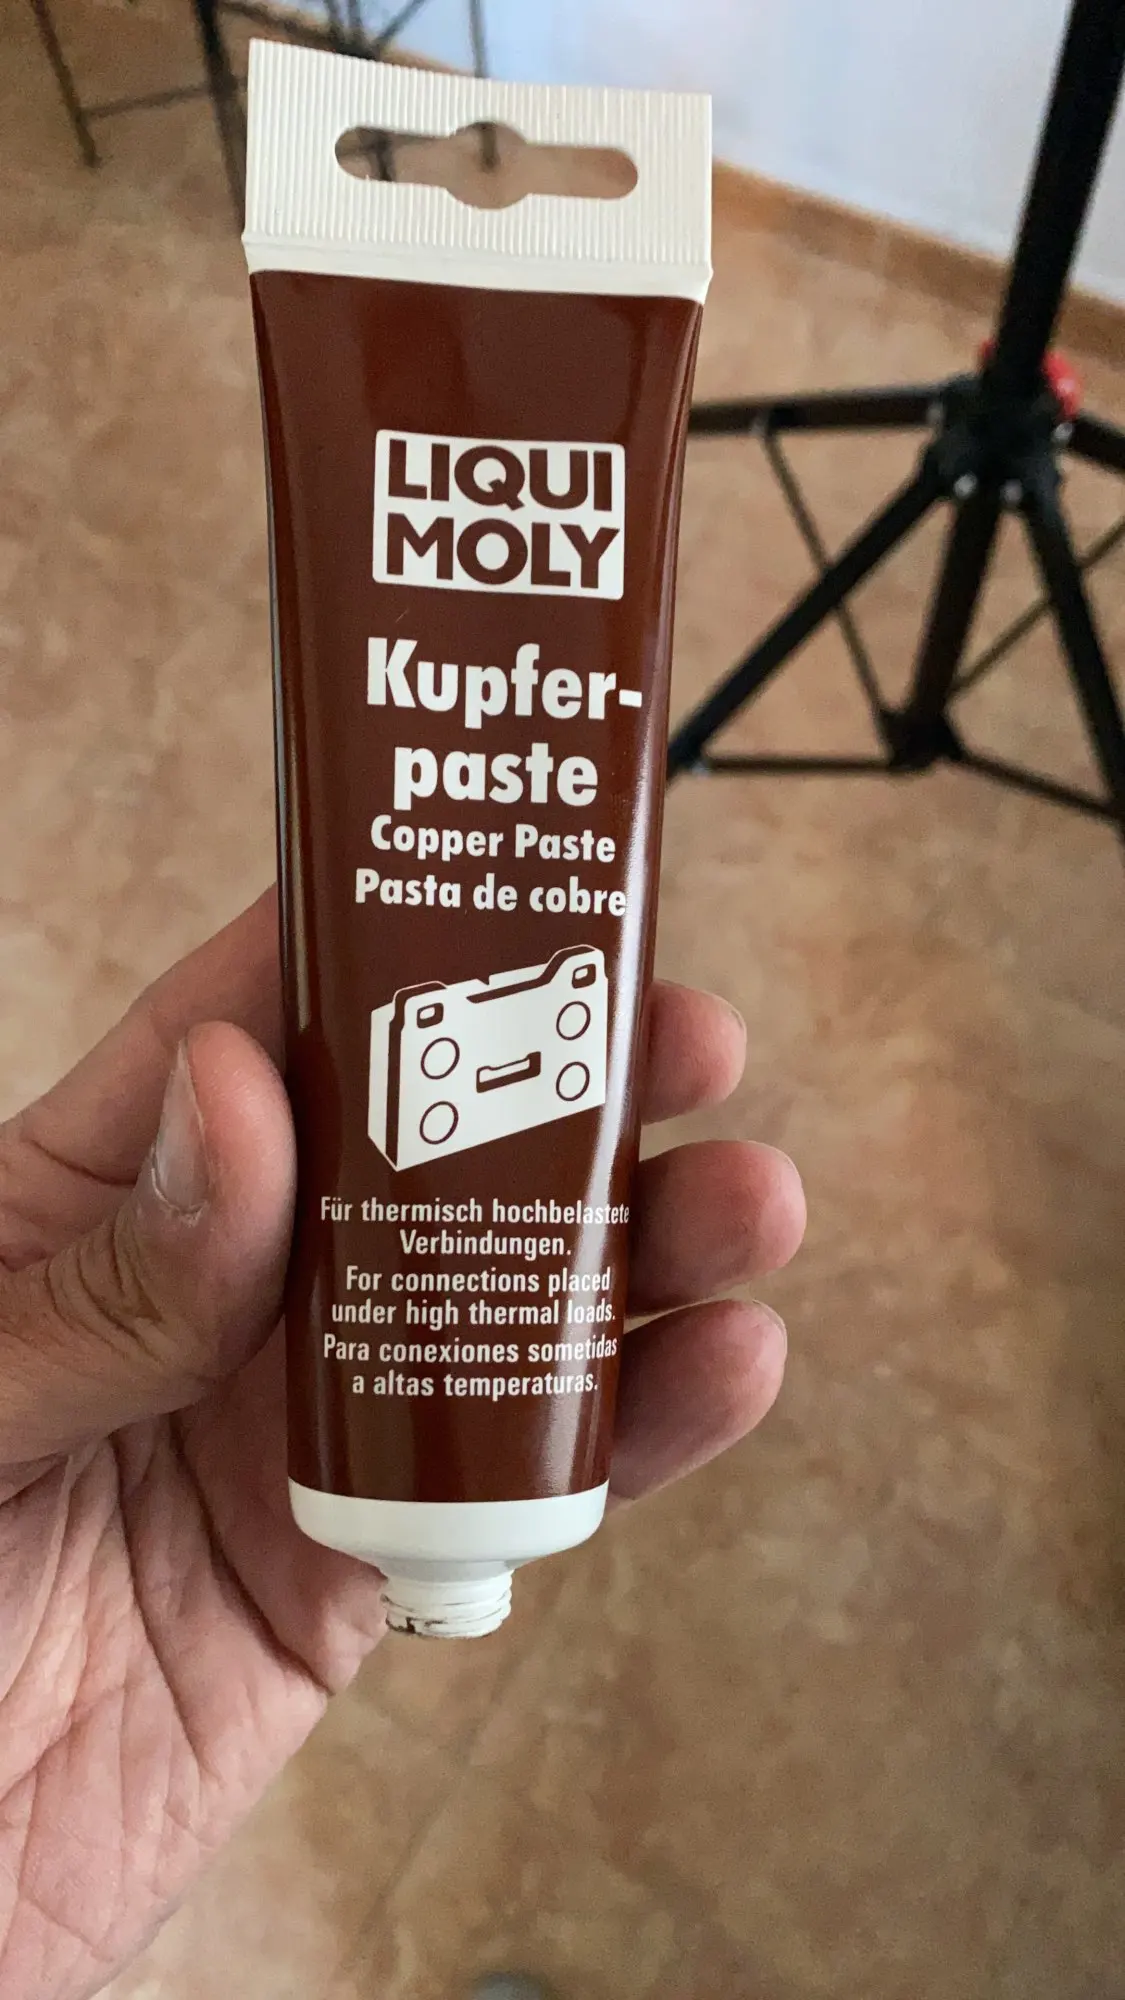 LIQUI
MOLY
Kupfer-
paste
Copper Paste
Pasta de cobre
Für thermisch hochbelastete
Verbindungen.
For connections placed
under high thermal loads.
Para conexiones sometidas
a altas temperaturas.